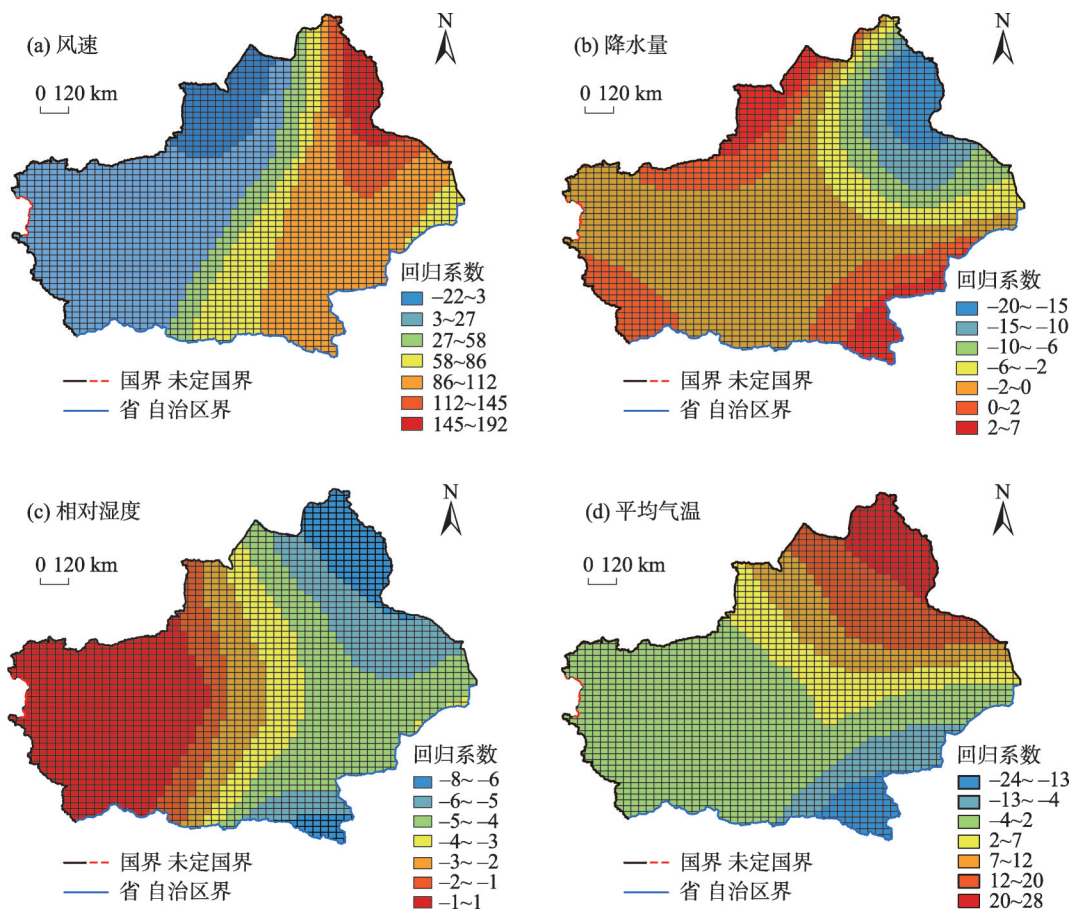 (a) 风速
N
0 120 km
回归系数
–22~3
3~27
27~58
58~86
86~112
112~145
145~192
国界 未定国界
省 自治区界
(b) 降水量
N
0 120 km
回归系数
–20~ –15
–15~ –10
–10~ –6
–6~ –2
–2~0
0~2
2~7
国界 未定国界
省 自治区界
(c) 相对湿度
N
0 120 km
回归系数
–8~ –6
–6~ –5
–5~ –4
–4~ –3
–3~ –2
–2~ –1
–1~1
国界 未定国界
省 自治区界
(d) 平均气温
N
0 120 km
回归系数
–24~ –13
–13~ –4
–4~2
2~7
7~12
12~20
20~28
国界 未定国界
省 自治区界